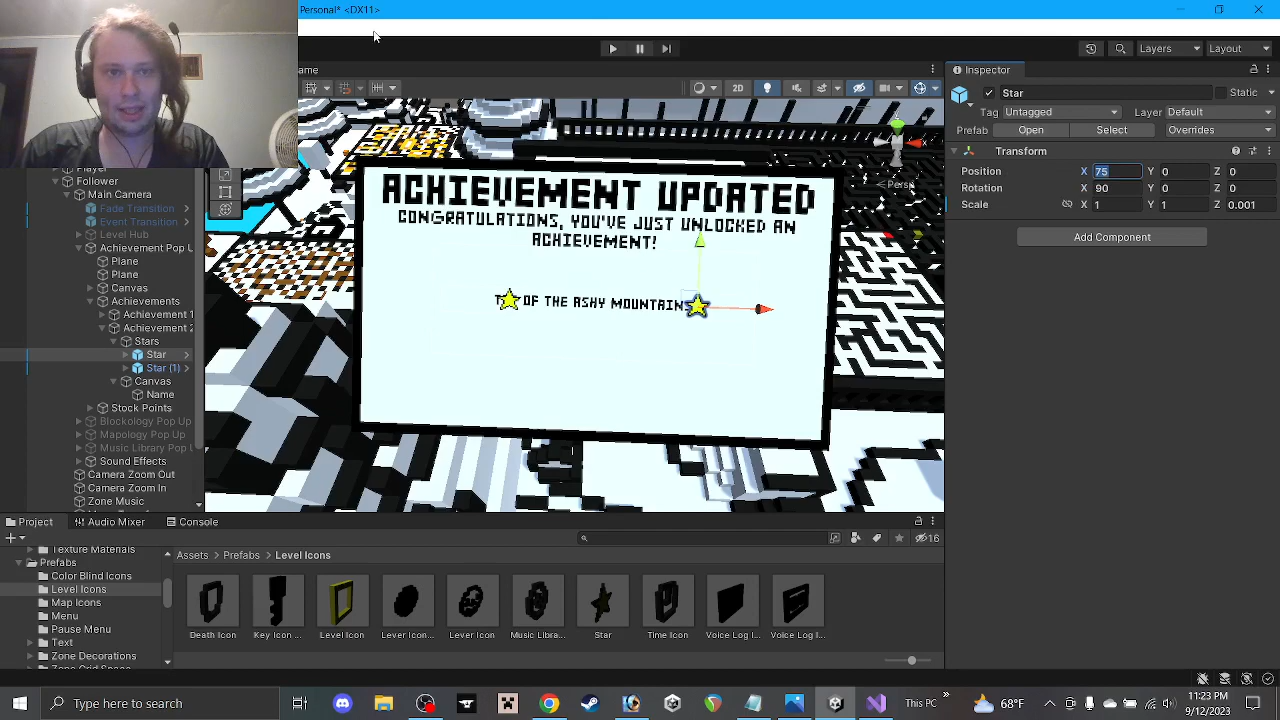 Personal* <DX11>
ame
Layers
Layout
2D
Persp
x
Player
Follower
Main Camera
Fade Transition
Event Transition
Level Hub
Achievement Pop U
Plane
Plane
Canvas
Achievements
Achievement 1
Achievement 2
Stars
Star
Star (1)
Canvas
Name
Stock Points
Blockology Pop Up
Mapology Pop Up
Music Library Pop U
Sound Effects
Camera Zoom Out
Camera Zoom In
Zone Music
ACHIEVEMENT UPDATED
CONGRATULATIONS, YOU'VE JUST UNLOCKED AN
ACHIEVEMENT!
OF THE ASHY MOUNTAIN
Inspector
Star
Static
Tag Untagged Layer Default
Prefab Open Select Overrides
Transform
Position X 75 Y 0 Z 0
Rotation X 90 Y 0 Z 0
Scale X 1 Y 1 Z 0.001
Add Component
Project Audio Mixer Console
16
Texture Materials
Prefabs
Color Blind Icons
Level Icons
Map Icons
Menu
Pause Menu
Text
Zone Decorations
Zone Grid Space
Assets > Prefabs > Level Icons
Death Icon
Key Icon ...
Level Icon
Lever Icon...
Lever Icon
Music Libra...
Star
Time Icon
Voice Log I...
Voice Log I...
Type here to search
This PC
68°F
11:23 PM
9/12/2023